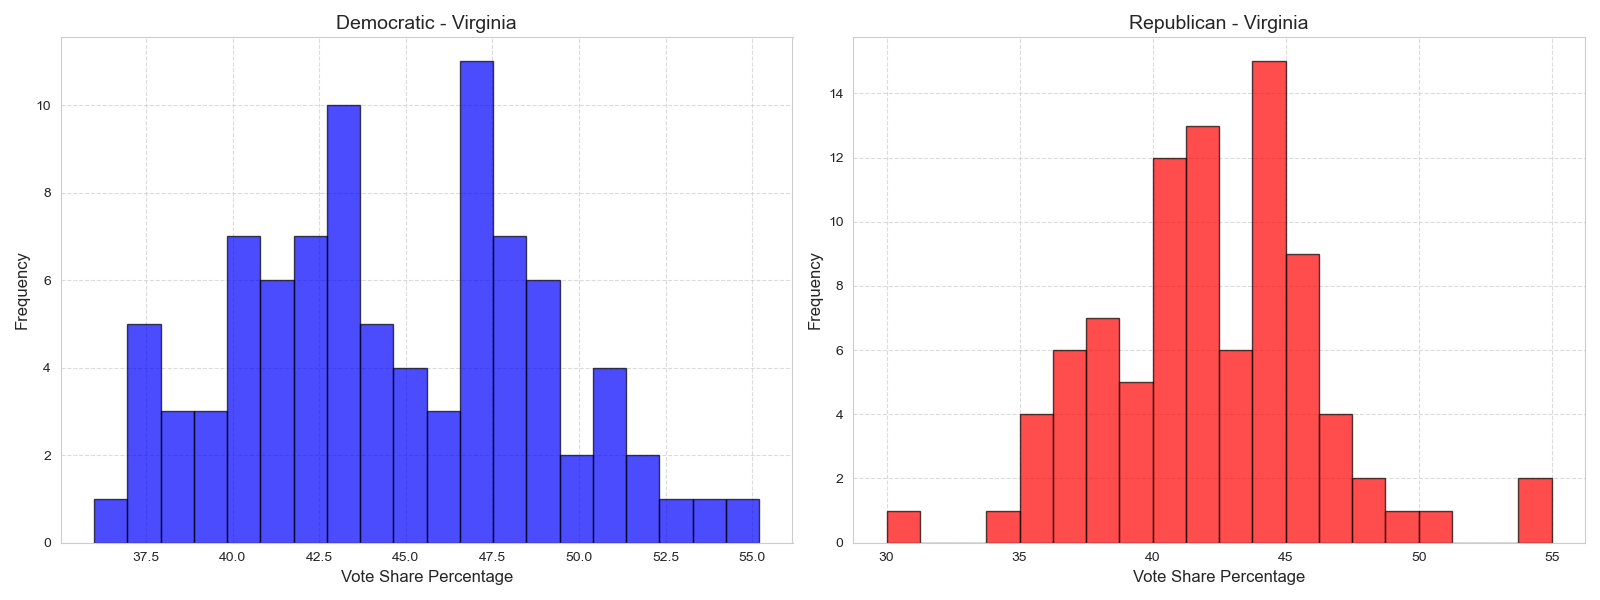 Democratic - Virginia
Frequency
10
8
6
4
2
0
37.5 40.0 42.5 45.0 47.5 50.0 52.5 55.0
Vote Share Percentage
Republican - Virginia
Frequency
14
12
10
8
6
4
2
0
30 35 40 45 50 55
Vote Share Percentage